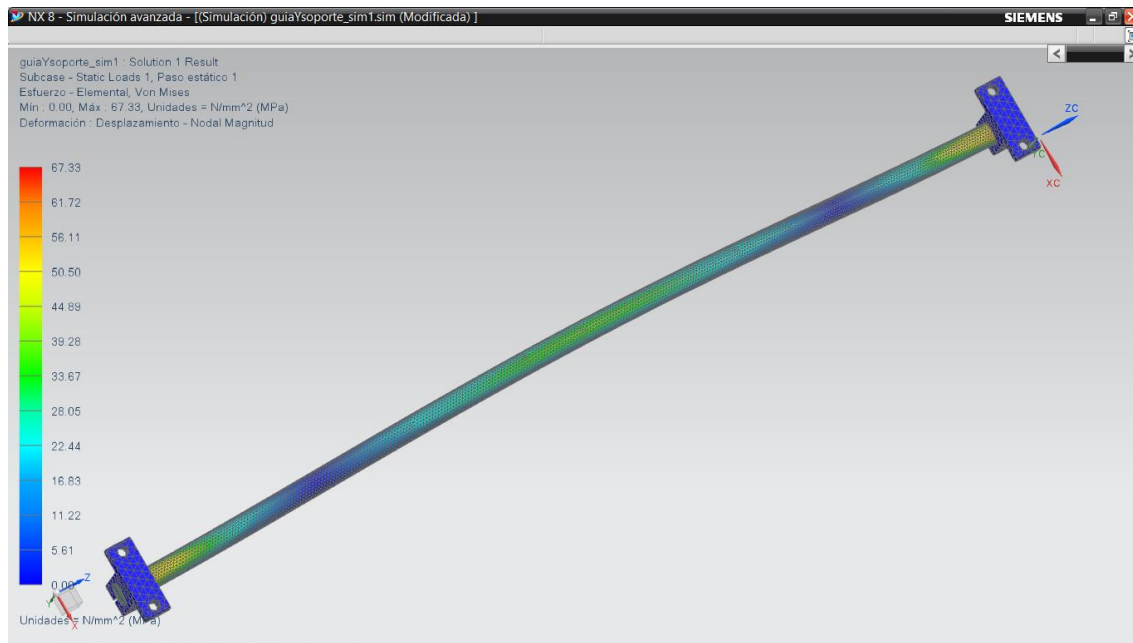 NX 8 - Simulación avanzada - [(Simulación) guiaYsoporte_sim1.sim (Modificada) ]
SIEMENS
guiaYsoporte_sim1 : Solution 1 Result
Subcase - Static Loads 1, Paso estático 1
Esfuerzo - Elemental, Von Mises
Mín : 0.00, Máx : 67.33, Unidades = N/mm^2 (MPa)
Deformación : Desplazamiento - Nodal Magnitud
ZC
YC
XC
67.33
61.72
56.11
50.50
44.89
39.28
33.67
28.05
22.44
16.83
11.22
5.61
0.00
Z
Y
X
Unidades = N/mm^2 (MPa)